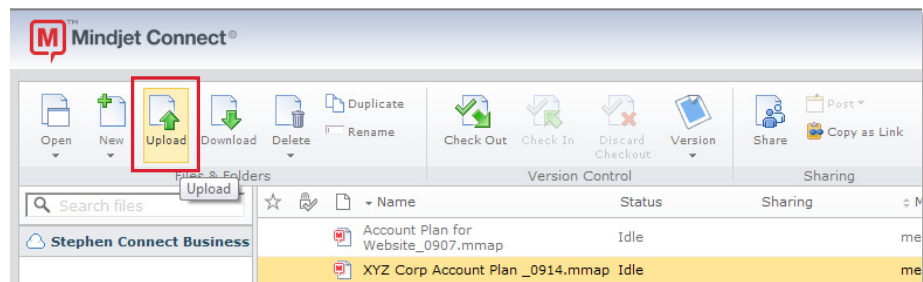 M Mindjet Connect®
TM
Duplicate
Rename
Post
Copy as Link
Open
New
Upload
Download
Delete
Check Out
Check In
Discard
Checkout
Version
Share
Files & Folders
Version Control
Sharing
Upload
Search files
Name
Status
Sharing
Stephen Connect Business
Account Plan for
Website_0907.mmap
Idle
me
XYZ Corp Account Plan _0914.mmap Idle
me